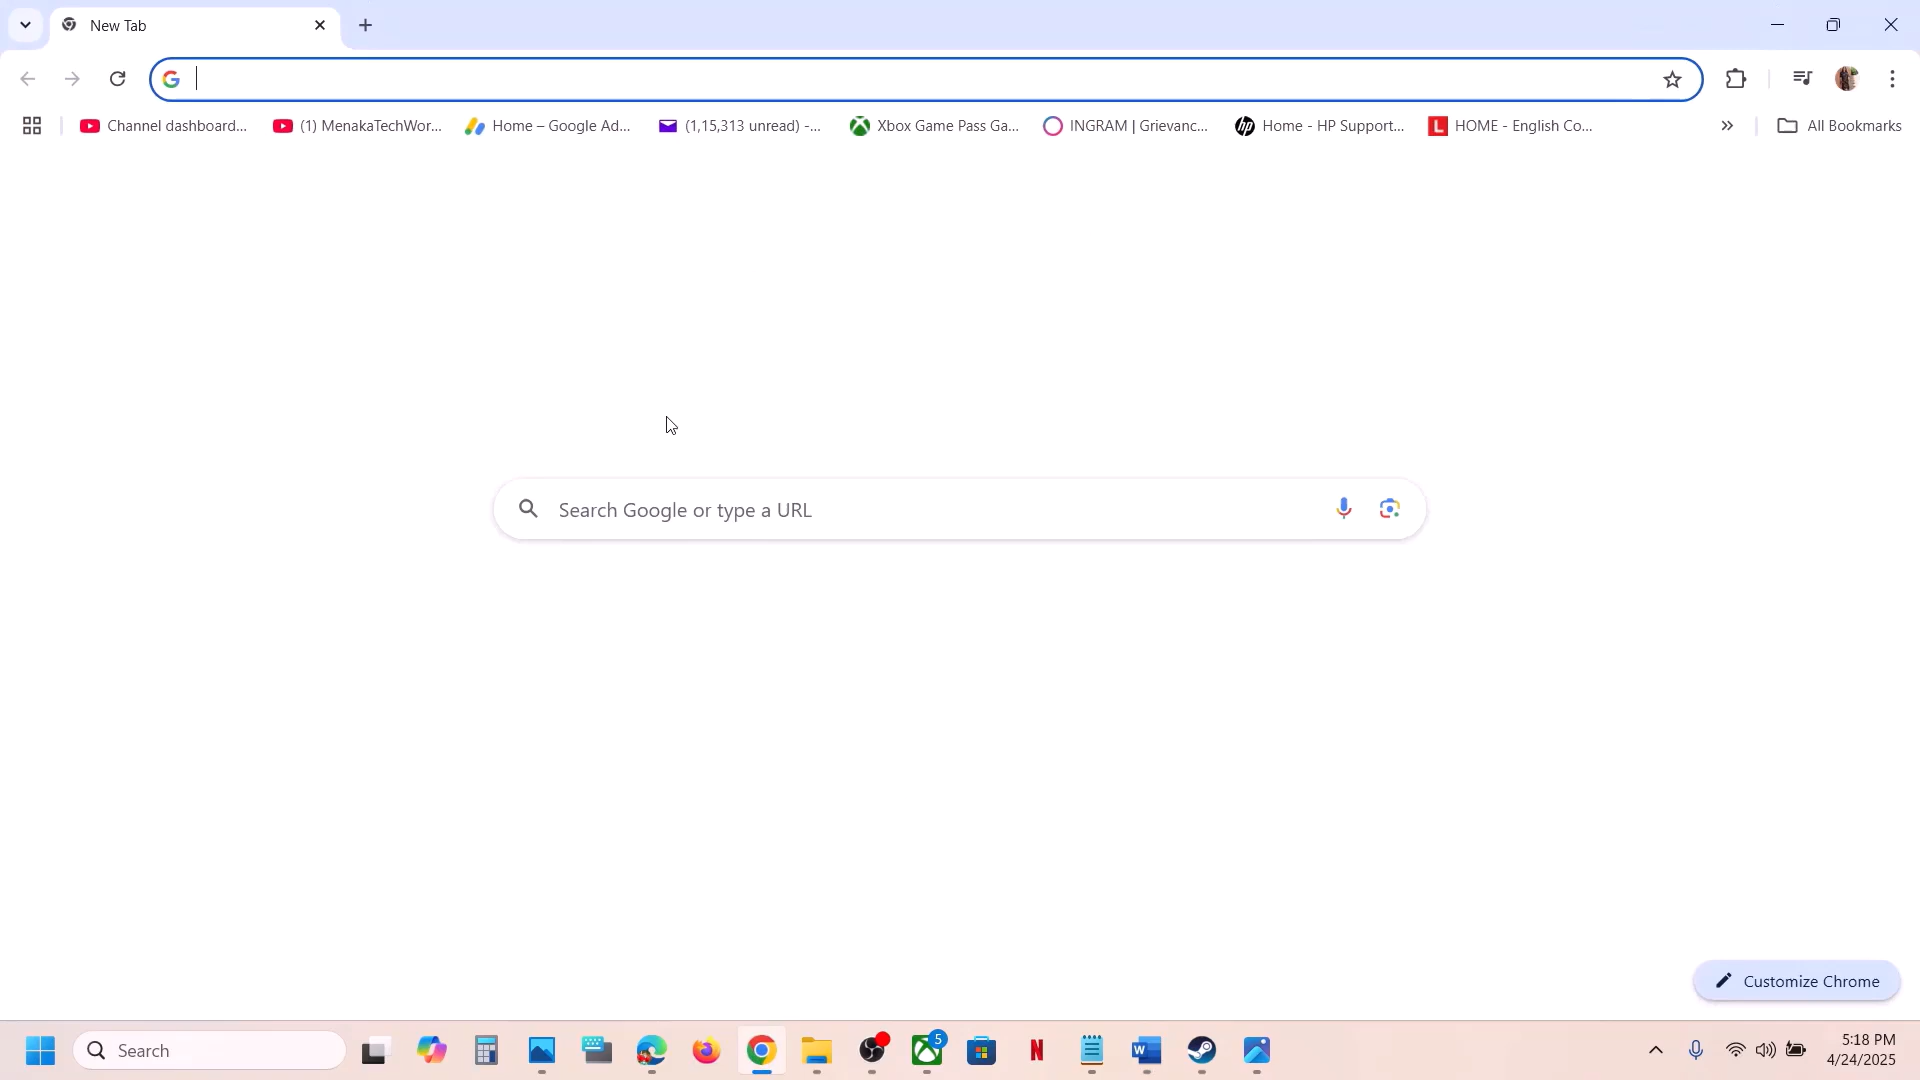 New Tab
Channel dashboard...
(1) MenakaTechWor...
Home – Google Ad...
(1,15,313 unread) -...
Xbox Game Pass Ga...
INGRAM | Grievanc...
Home - HP Support...
HOME - English Co...
All Bookmarks
Search Google or type a URL
Customize Chrome
Search
5
5:18 PM
4/24/2025